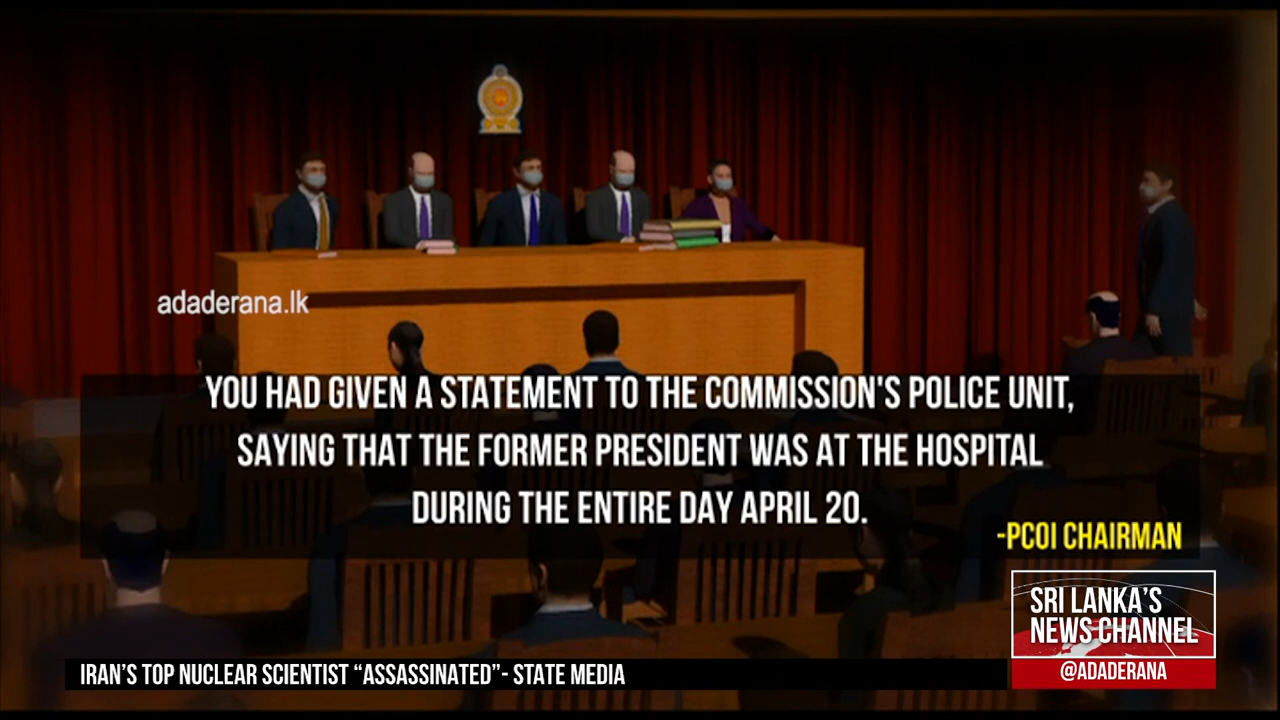 adaderana.lk
YOU HAD GIVEN A STATEMENT TO THE COMMISSION'S POLICE UNIT,
SAYING THAT THE FORMER PRESIDENT WAS AT THE HOSPITAL
DURING THE ENTIRE DAY APRIL 20.
-PCOI CHAIRMAN
SRI LANKA'S
NEWS CHANNEL
@ADADERANA
IRAN'S TOP NUCLEAR SCIENTIST “ASSASSINATED”- STATE MEDIA